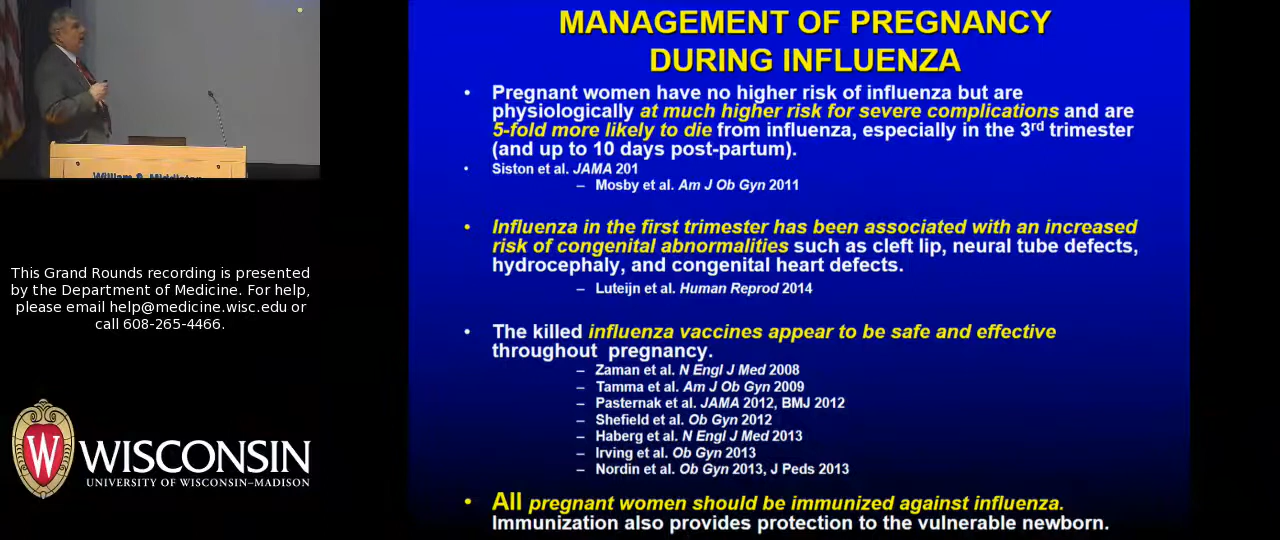 MANAGEMENT OF PREGNANCY
DURING INFLUENZA
• Pregnant women have no higher risk of influenza but are
physiologically at much higher risk for severe complications and are
5-fold more likely to die from influenza, especially in the 3rd trimester
(and up to 10 days post-partum).
• Siston et al. JAMA 201
– Mosby et al. Am J Ob Gyn 2011
• Influenza in the first trimester has been associated with an increased
risk of congenital abnormalities such as cleft lip, neural tube defects,
hydrocephaly, and congenital heart defects.
– Luteijn et al. Human Reprod 2014
• The killed influenza vaccines appear to be safe and effective
throughout pregnancy.
– Zaman et al. N Engl J Med 2008
– Tamma et al. Am J Ob Gyn 2009
– Pasternak et al. JAMA 2012, BMJ 2012
– Shefield et al. Ob Gyn 2012
– Haberg et al. N Engl J Med 2013
– Irving et al. Ob Gyn 2013
– Nordin et al. Ob Gyn 2013, J Peds 2013
• All pregnant women should be immunized against influenza.
Immunization also provides protection to the vulnerable newborn.
This Grand Rounds recording is presented
by the Department of Medicine. For help,
please email help@medicine.wisc.edu or
call 608-265-4466.
W
WISCONSIN
UNIVERSITY OF WISCONSIN–MADISON